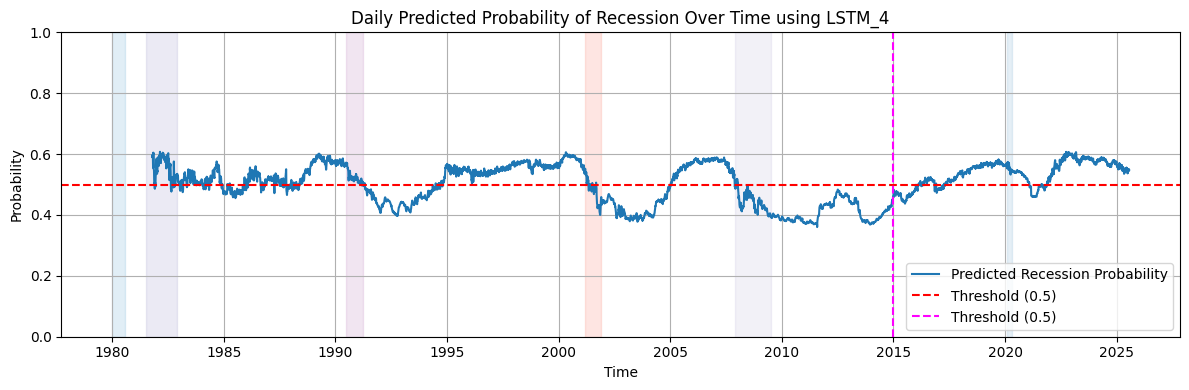 Daily Predicted Probability of Recession Over Time using LSTM_4
Probability
1.0
0.8
0.6
0.4
0.2
0.0
1980 1985 1990 1995 2000 2005 2010 2015 2020 2025
Time
Predicted Recession Probability
Threshold (0.5)
Threshold (0.5)